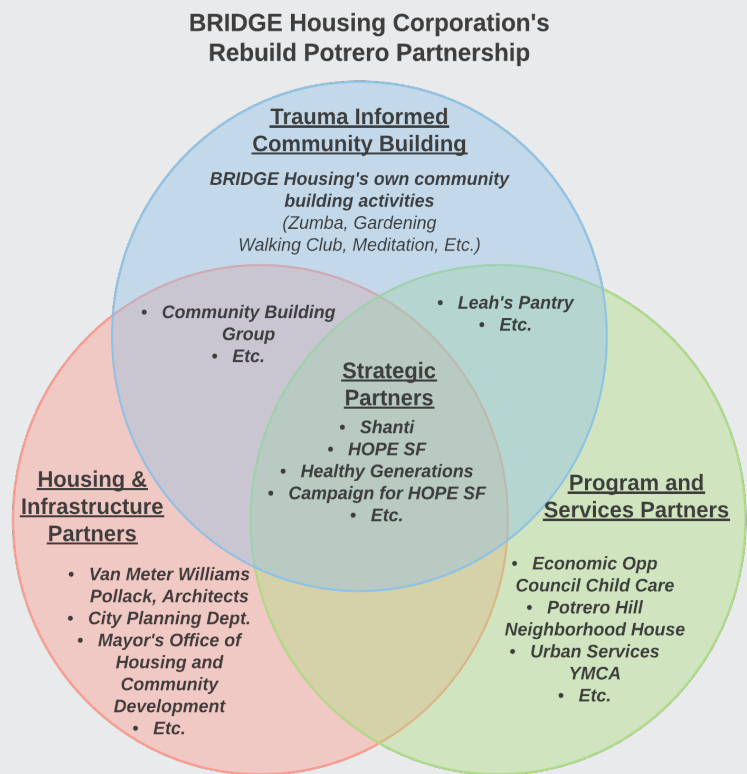 BRIDGE Housing Corporation's
Rebuild Potrero Partnership
Trauma Informed
Community Building
BRIDGE Housing's own community
building activities
(Zumba, Gardening
Walking Club, Meditation, Etc.)
• Community Building
Group
• Etc.
• Leah's Pantry
• Etc.
Strategic
Partners
• Shanti
• HOPE SF
• Healthy Generations
• Campaign for HOPE SF
• Etc.
Housing &
Infrastructure
Partners
• Van Meter Williams
Pollack, Architects
• City Planning Dept.
• Mayor's Office of
Housing and
Community
Development
• Etc.
Program and
Services Partners
• Economic Opp
Council Child Care
• Potrero Hill
Neighborhood House
• Urban Services
YMCA
• Etc.